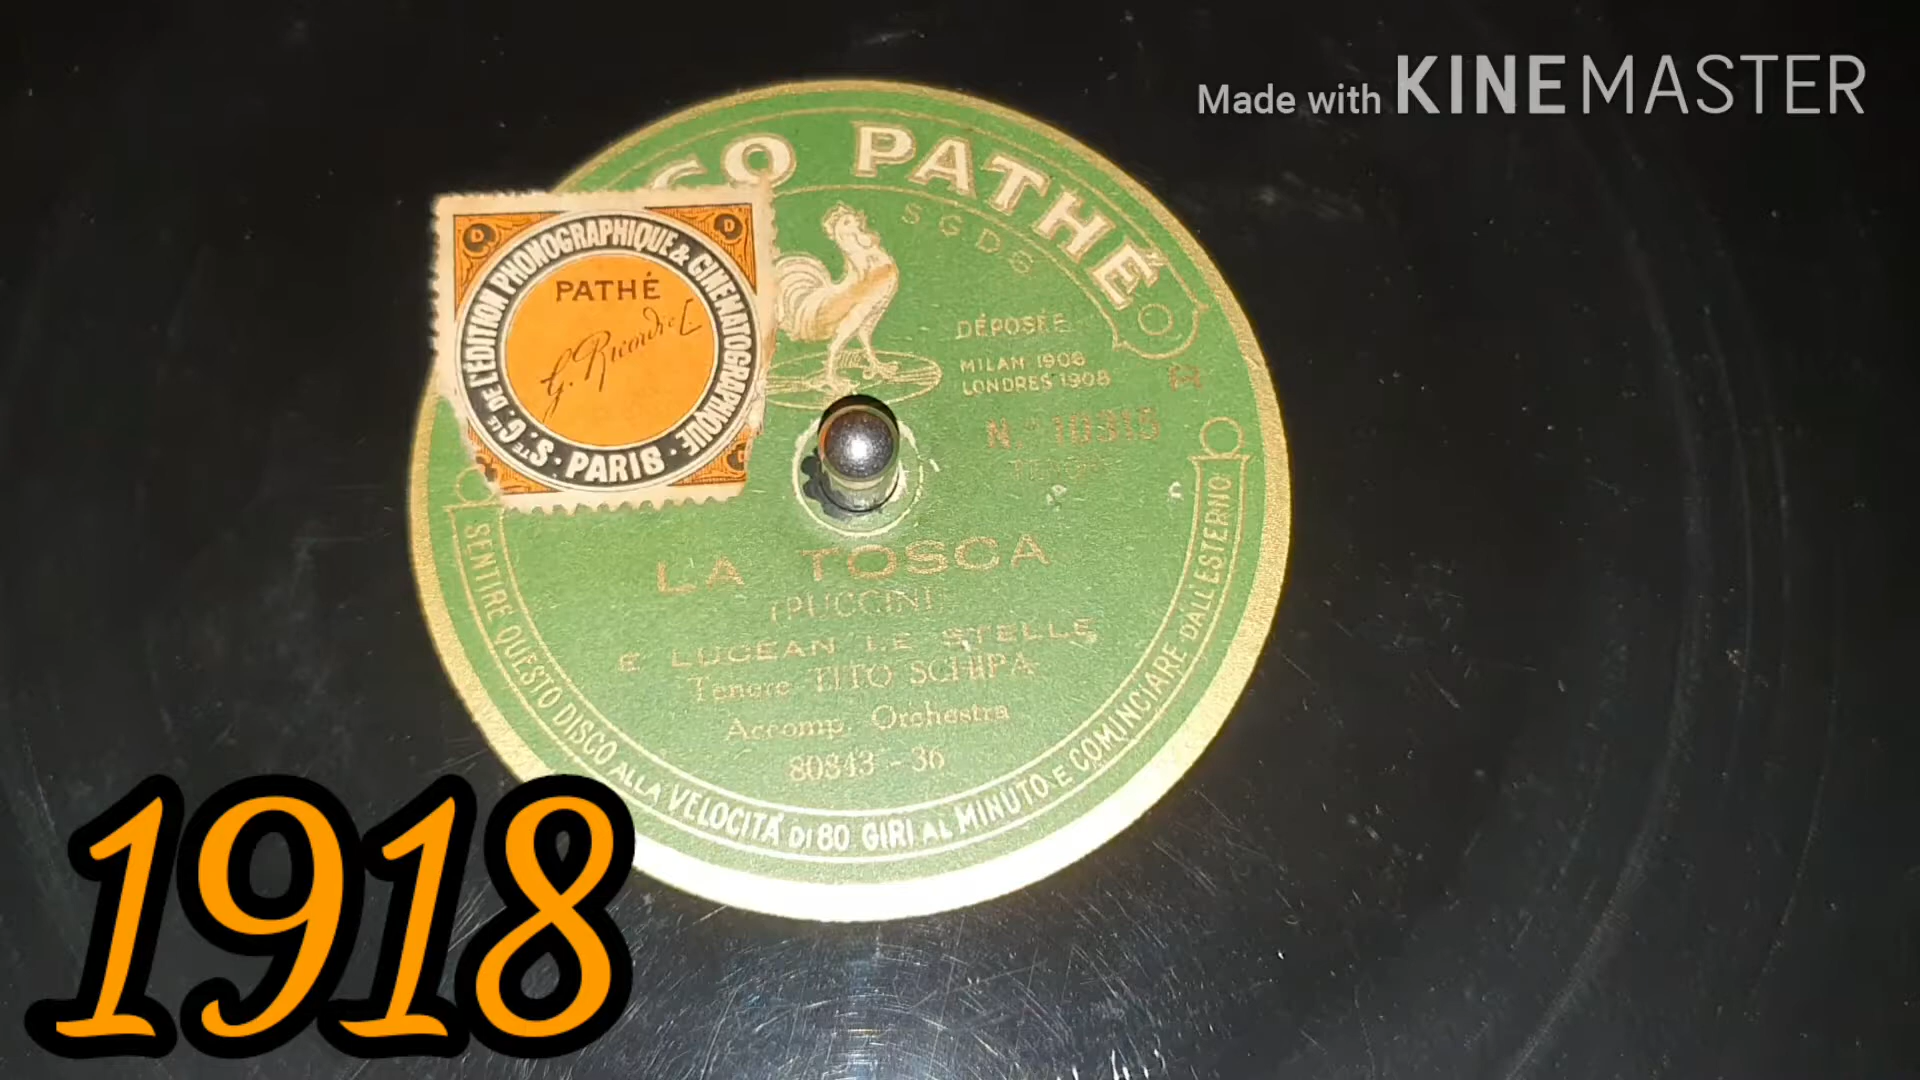 Made with KINEMASTER
CO PATHÉ
S G D G
DÉPOSÉE
MILAN 1906
LONDRES 1908
N.º 10315
STE CIE DE L'ÉDITION PHONOGRAPHIQUE & CINÉMATOGRAPHIQUE · PARIS ·
D D
PATHÉ
G. Ricordi
LA TOSCA
(PUCCINI)
E LUCEAN LE STELLE
Tenore TITO SCHIPA
Accomp. Orchestra
80843 - 36
SENTIRE QUESTO DISCO ALLA VELOCITÀ DI 80 GIRI AL MINUTO E COMINCIARE DALL'ESTERNO
1918